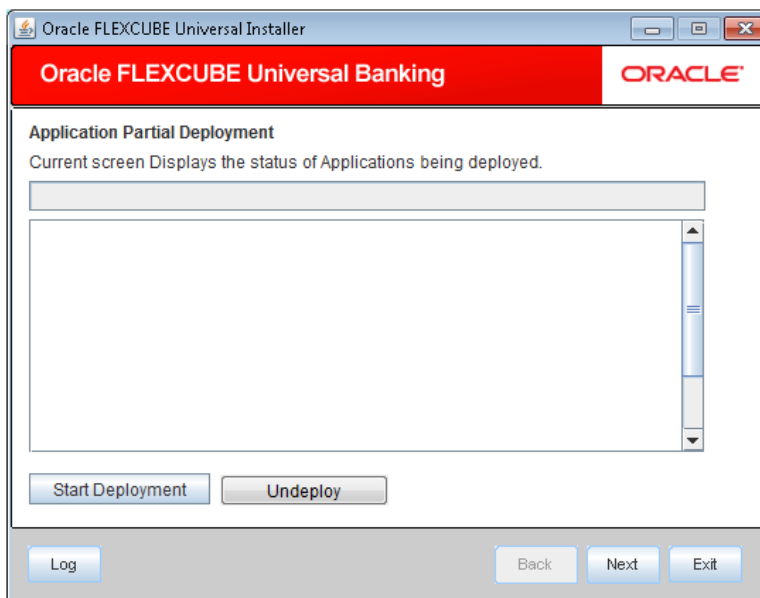 Oracle FLEXCUBE Universal Installer
Oracle FLEXCUBE Universal Banking
ORACLE
Application Partial Deployment
Current screen Displays the status of Applications being deployed.
Start Deployment
Undeploy
Log
Back
Next
Exit